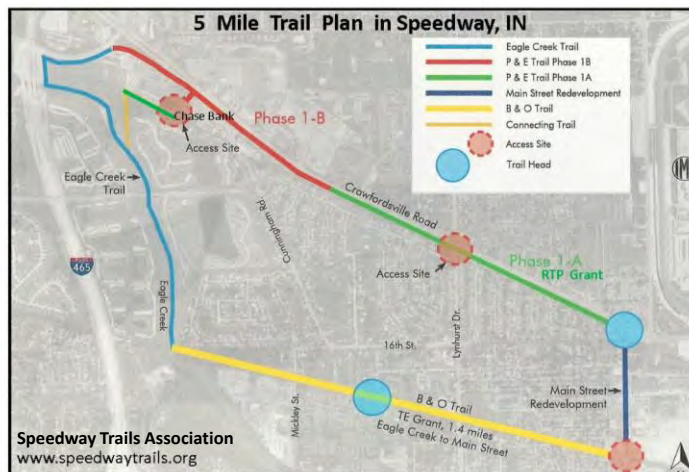 5 Mile Trail Plan in Speedway, IN
Eagle Creek Trail
P & E Trail Phase 1B
P & E Trail Phase 1A
Main Street Redevelopment
B & O Trail
Connecting Trail
Access Site
Trail Head
Chase Bank
Access Site
Phase 1-B
Eagle Creek
Trail
INTERSTATE
465
Cunningham Rd.
Crawfordsville Road
Access Site
Phase 1-A
RTP Grant
Eagle Creek
16th St.
Lynhurst Dr.
Mickley St.
B & O Trail
TE Grant, 1.4 miles
Eagle Creek to Main Street
Main Street
Redevelopment
Speedway Trails Association
www.speedwaytrails.org
IM